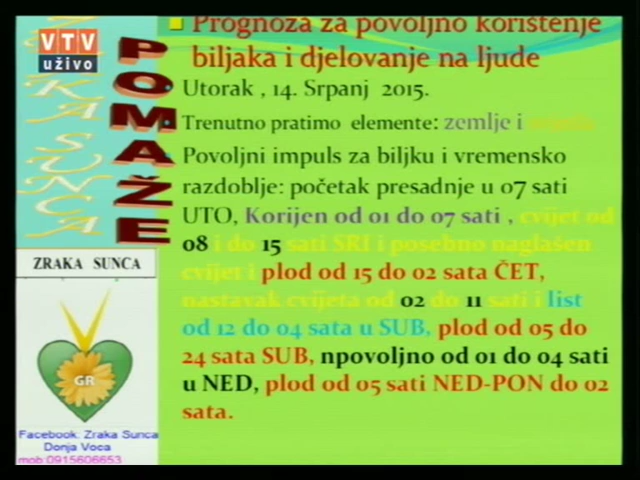 VTV
uživo
ZRAKA SUNCA
POMAŽE
Prognoza za povoljno korištenje
biljaka i djelovanje na ljude
Utorak , 14. Srpanj 2015.
Trenutno pratimo elemente: zemlje i
Povoljni impuls za biljku i vremensko
razdoblje: početak presadnje u 07 sati
UTO, Korijen od 01 do 07 sati , cvijet od
08 i do 15 sati SRI i posebno naglašen
cvijet i plod od 15 do 02 sata ČET,
nastavak cvijeta od 02 do 11 sati i list
od 12 do 04 sata u SUB, plod od 05 do
24 sata SUB, npovoljno od 01 do 04 sati
u NED, plod od 05 sati NED-PON do 02
sata.
ZRAKA SUNCA
GR
Facebook: Zraka Sunca
Donja Voca
mob:0915606653